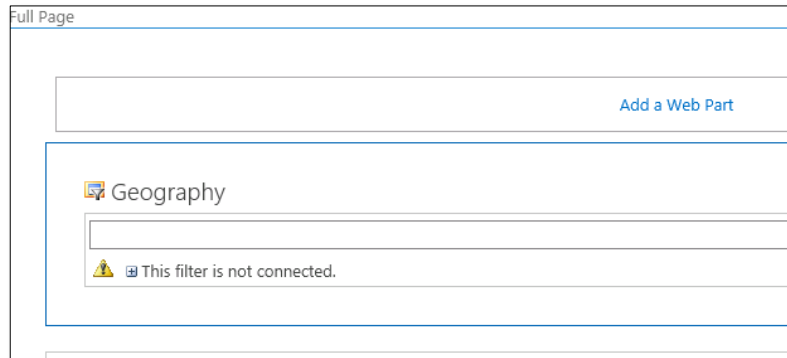 Full Page
Add a Web Part
Geography
This filter is not connected.